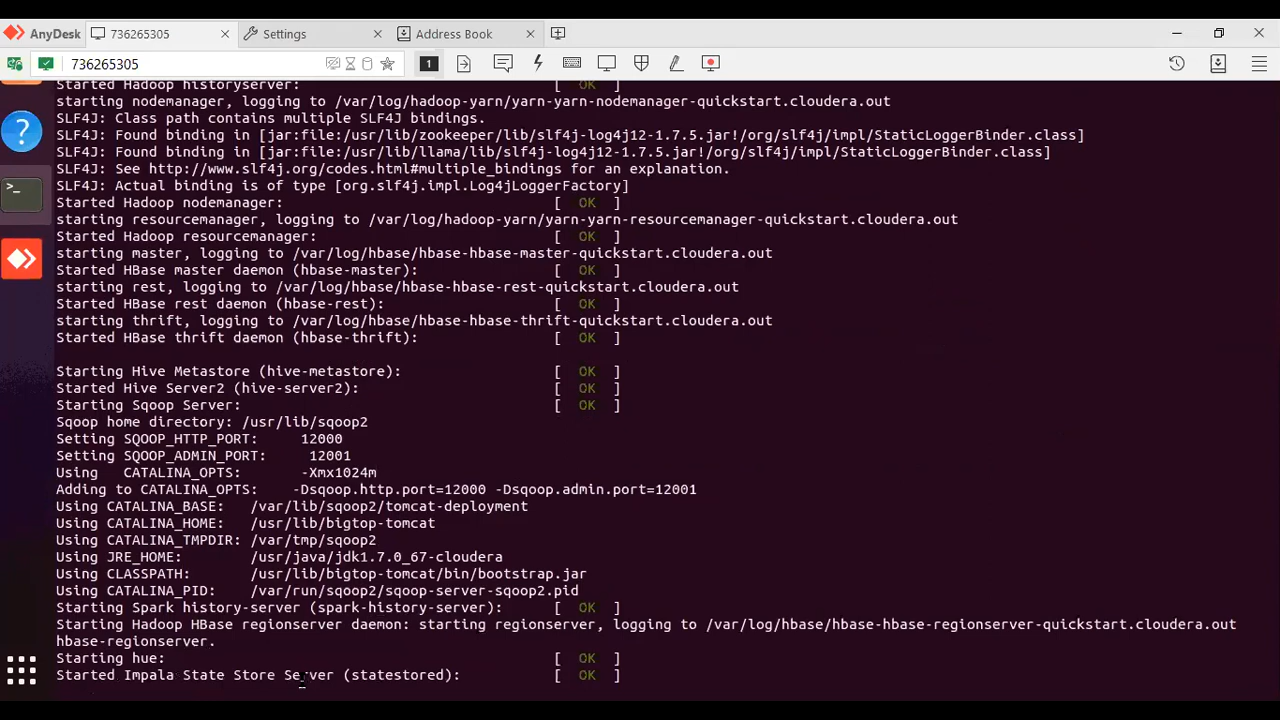 AnyDesk
736265305
Settings
Address Book
736265305
1
Started Hadoop historyserver: [ OK ]
starting nodemanager, logging to /var/log/hadoop-yarn/yarn-yarn-nodemanager-quickstart.cloudera.out
SLF4J: Class path contains multiple SLF4J bindings.
SLF4J: Found binding in [jar:file:/usr/lib/zookeeper/lib/slf4j-log4j12-1.7.5.jar!/org/slf4j/impl/StaticLoggerBinder.class]
SLF4J: Found binding in [jar:file:/usr/lib/llama/lib/slf4j-log4j12-1.7.5.jar!/org/slf4j/impl/StaticLoggerBinder.class]
SLF4J: See http://www.slf4j.org/codes.html#multiple_bindings for an explanation.
SLF4J: Actual binding is of type [org.slf4j.impl.Log4jLoggerFactory]
Started Hadoop nodemanager: [ OK ]
starting resourcemanager, logging to /var/log/hadoop-yarn/yarn-yarn-resourcemanager-quickstart.cloudera.out
Started Hadoop resourcemanager: [ OK ]
starting master, logging to /var/log/hbase/hbase-hbase-master-quickstart.cloudera.out
Started HBase master daemon (hbase-master): [ OK ]
starting rest, logging to /var/log/hbase/hbase-hbase-rest-quickstart.cloudera.out
Started HBase rest daemon (hbase-rest): [ OK ]
starting thrift, logging to /var/log/hbase/hbase-hbase-thrift-quickstart.cloudera.out
Started HBase thrift daemon (hbase-thrift): [ OK ]
Starting Hive Metastore (hive-metastore): [ OK ]
Started Hive Server2 (hive-server2): [ OK ]
Starting Sqoop Server: [ OK ]
Sqoop home directory: /usr/lib/sqoop2
Setting SQOOP_HTTP_PORT: 12000
Setting SQOOP_ADMIN_PORT: 12001
Using CATALINA_OPTS: -Xmx1024m
Adding to CATALINA_OPTS: -Dsqoop.http.port=12000 -Dsqoop.admin.port=12001
Using CATALINA_BASE: /var/lib/sqoop2/tomcat-deployment
Using CATALINA_HOME: /usr/lib/bigtop-tomcat
Using CATALINA_TMPDIR: /var/tmp/sqoop2
Using JRE_HOME: /usr/java/jdk1.7.0_67-cloudera
Using CLASSPATH: /usr/lib/bigtop-tomcat/bin/bootstrap.jar
Using CATALINA_PID: /var/run/sqoop2/sqoop-server-sqoop2.pid
Starting Spark history-server (spark-history-server): [ OK ]
Starting Hadoop HBase regionserver daemon: starting regionserver, logging to /var/log/hbase/hbase-hbase-regionserver-quickstart.cloudera.out
hbase-regionserver.
Starting hue: [ OK ]
Started Impala State Store Server (statestored): [ OK ]